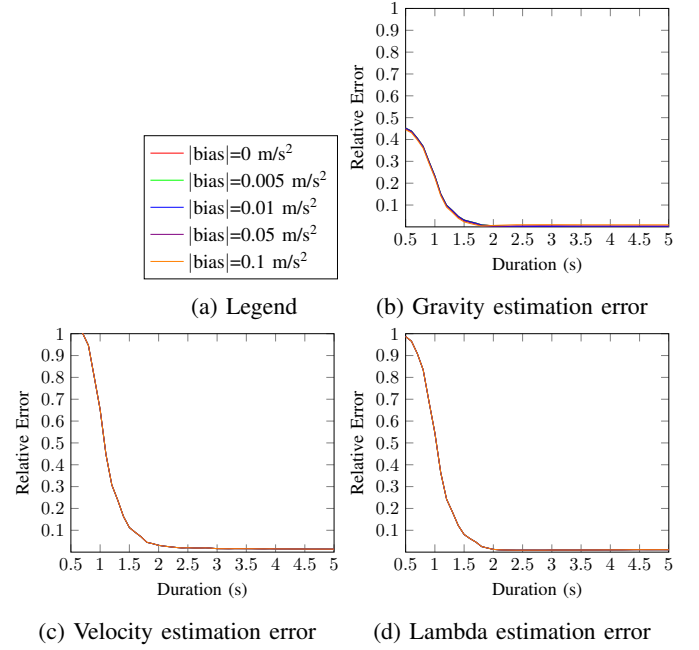 |bias|=0 m/s²
|bias|=0.005 m/s²
|bias|=0.01 m/s²
|bias|=0.05 m/s²
|bias|=0.1 m/s²
(a) Legend
1
0.9
0.8
0.7
0.6
0.5
0.4
0.3
0.2
0.1
Relative Error
0.5 1 1.5 2 2.5 3 3.5 4 4.5 5
Duration (s)
(b) Gravity estimation error
1
0.9
0.8
0.7
0.6
0.5
0.4
0.3
0.2
0.1
Relative Error
0.5 1 1.5 2 2.5 3 3.5 4 4.5 5
Duration (s)
(c) Velocity estimation error
1
0.9
0.8
0.7
0.6
0.5
0.4
0.3
0.2
0.1
Relative Error
0.5 1 1.5 2 2.5 3 3.5 4 4.5 5
Duration (s)
(d) Lambda estimation error